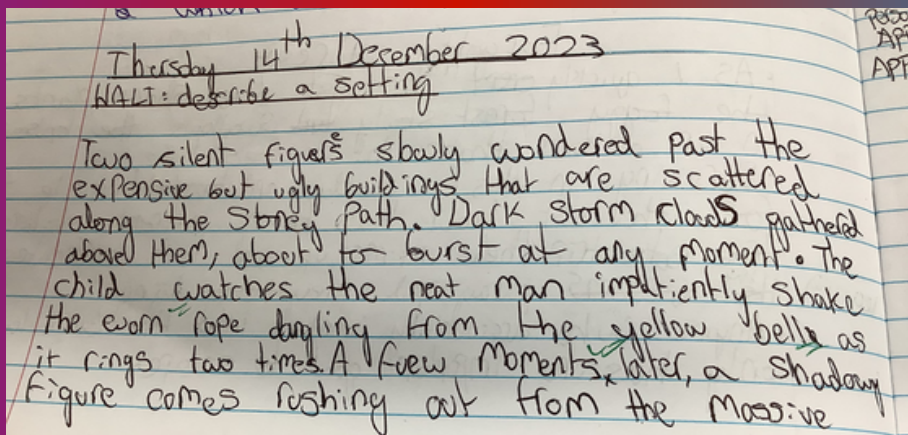 Thursday 14th December 2023
WALT: describe a setting
Two silent figuers slowly wondered past the
expensive but ugly buildings that are scattered
along the Stoney Path. Dark storm clouds gatherd
above them, about to burst at any moment. The
child watches the neat man impatiently shake
the worn rope dangling from the yellow belly as
it rings two times. A fuew moments later, a shadowy
figure comes rushing out from the massive